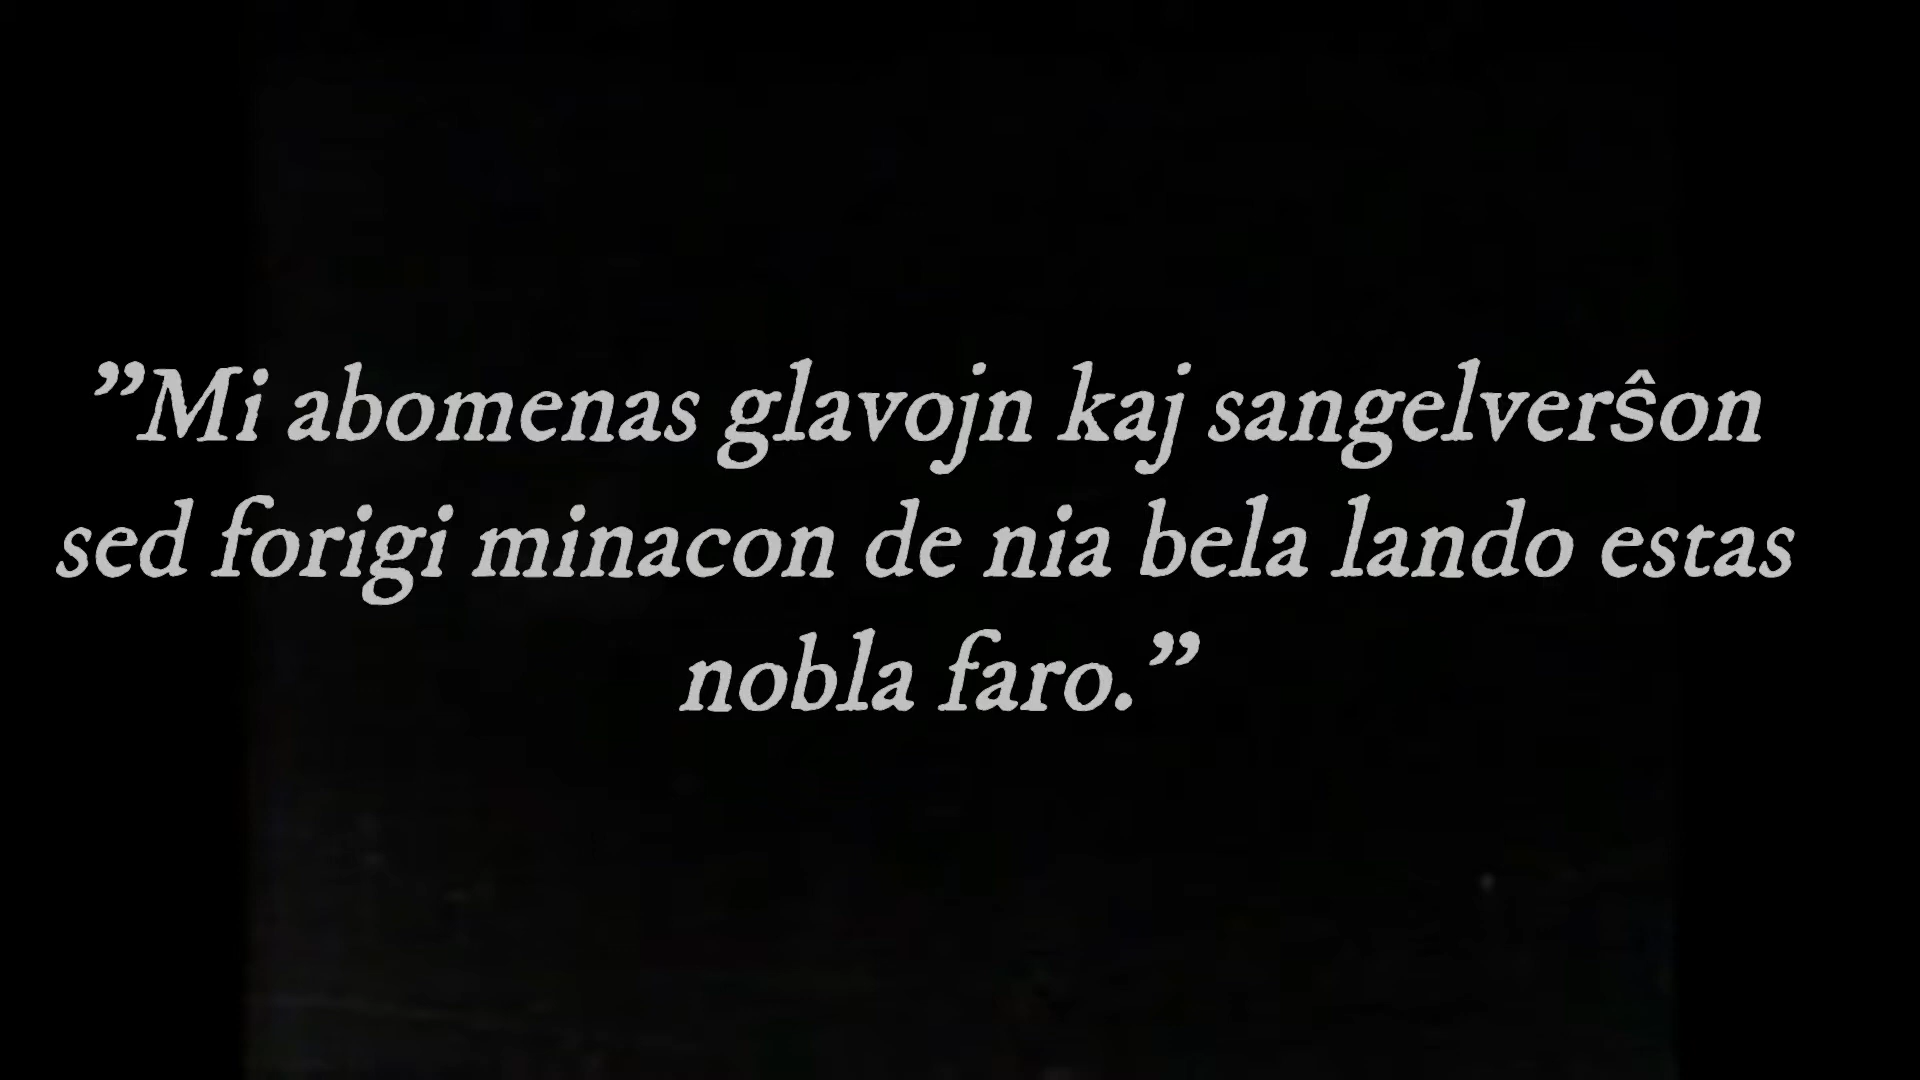 ”Mi abomenas glavojn kaj sangelverŝon
sed forigi minacon de nia bela lando estas
nobla faro.”